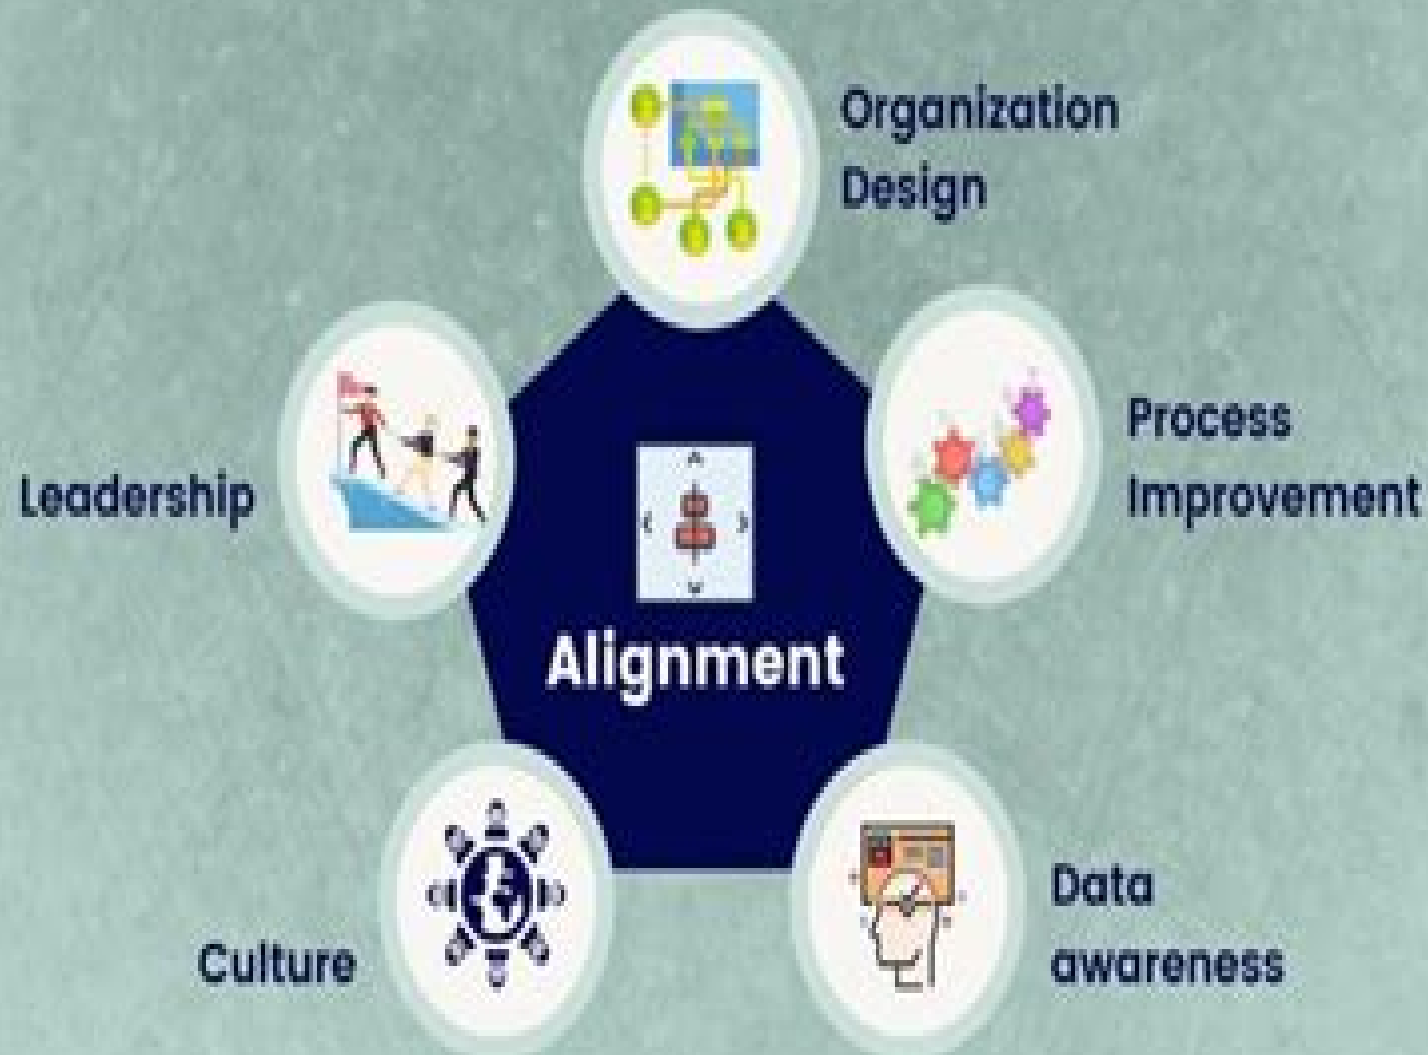 Organization
Design
Process
Improvement
Leadership
Alignment
Data
awareness
Culture